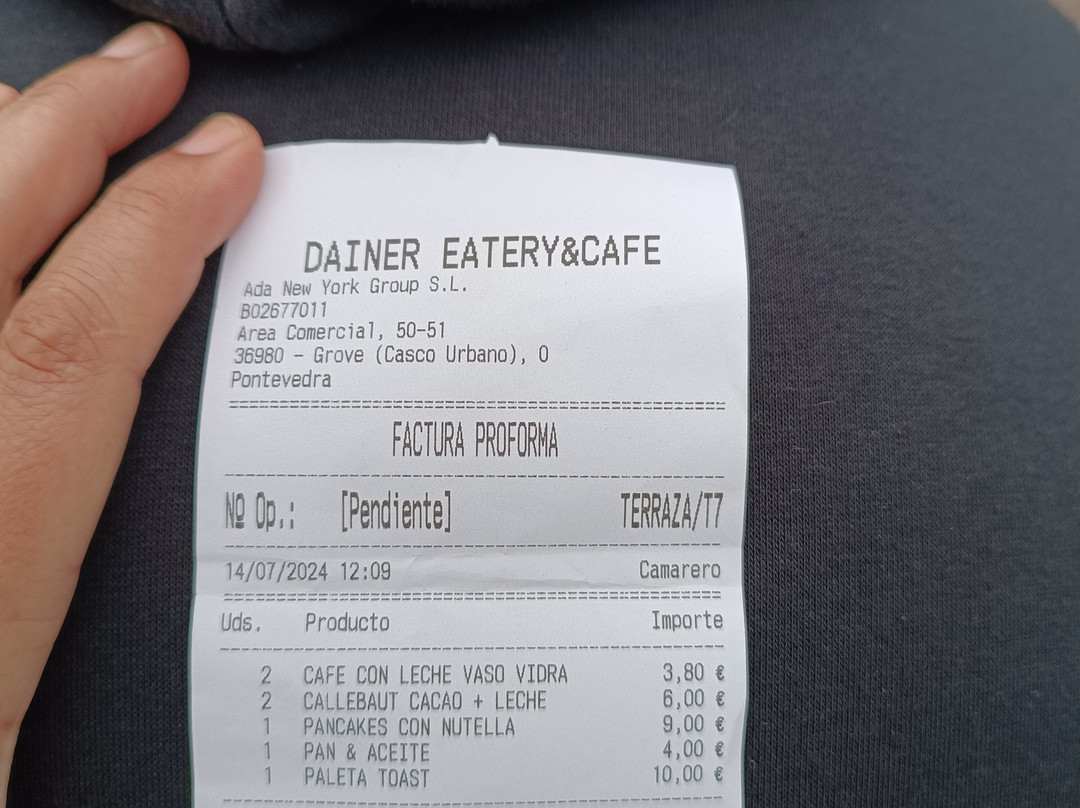 DAINER EATERY&CAFE
Ada New York Group S.L.
B02677011
Area Comercial, 50-51
36980 - Grove (Casco Urbano), O
Pontevedra
FACTURA PROFORMA
Nº Op.: [Pendiente] TERRAZA/T7
14/07/2024 12:09 Camarero
Uds. Producto Importe
2 CAFE CON LECHE VASO VIDRA 3,80 €
2 CALLEBAUT CACAO + LECHE 6,00 €
1 PANCAKES CON NUTELLA 9,00 €
1 PAN & ACEITE 4,00 €
1 PALETA TOAST 10,00 €